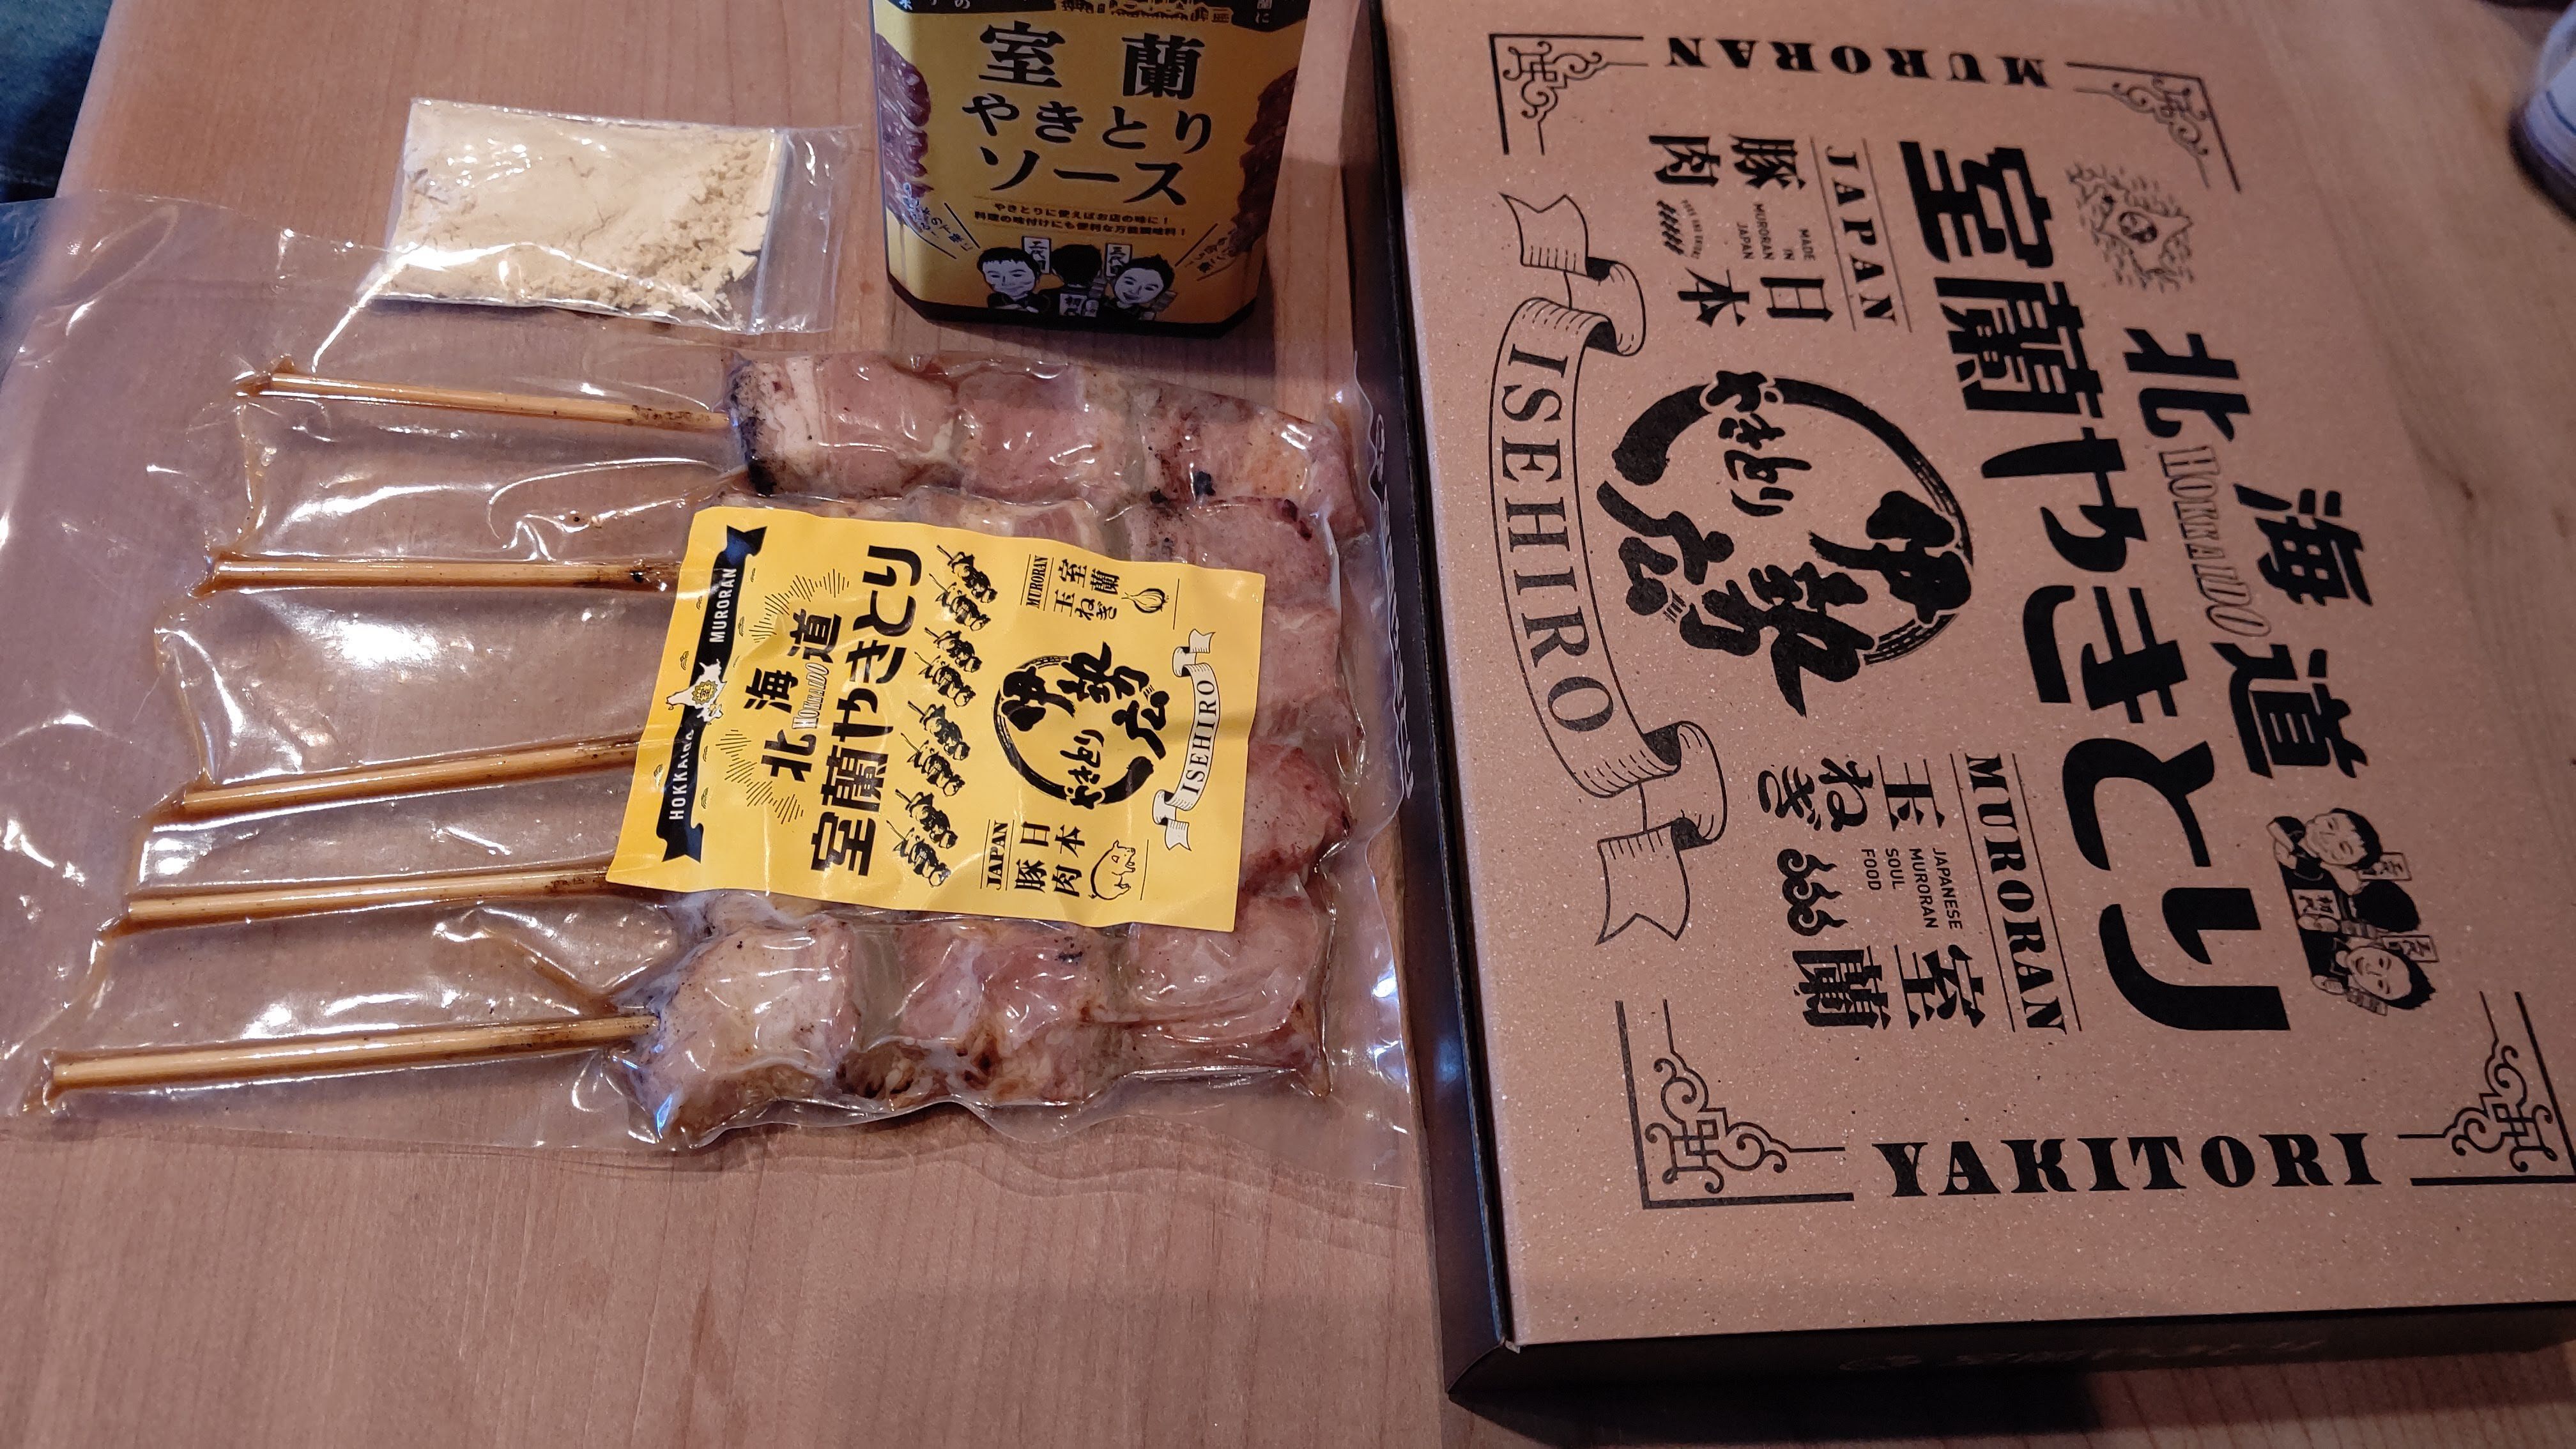 室蘭
やきとり
ソース
やきとりに使えばお店の味に！
料理の味付けにも便利な万能調味料！
HOKKAIDO
MURORAN
北海道
HOKKAIDO
室蘭やきとり
MURORAN
室蘭
玉ねぎ
伊勢広
やきとり
ISEHIRO
JAPAN
日本
豚肉
MURORAN
北海道
HOKKAIDO
室蘭やきとり
JAPAN
日本
豚肉
MADE
IN
MURORAN
JAPAN
やきとり
伊勢広
ISEHIRO
MURORAN
室蘭
玉ねぎ
JAPANESE
MURORAN
SOUL
FOOD
YAKITORI